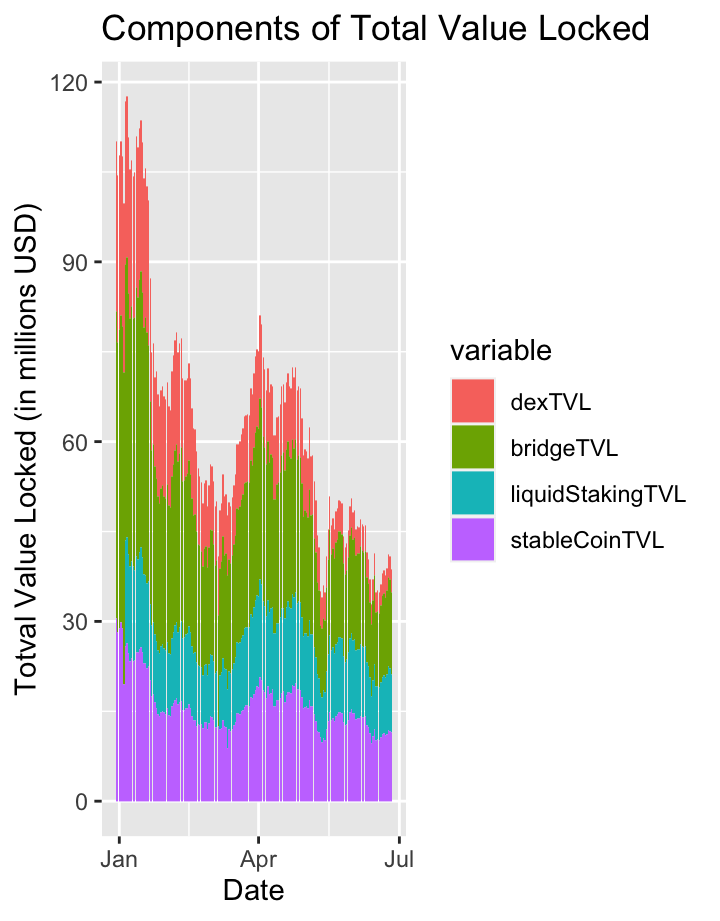 Components of Total Value Locked
Totval Value Locked (in millions USD)
120
90
60
30
0
Jan
Apr
Jul
Date
variable
dexTVL
bridgeTVL
liquidStakingTVL
stableCoinTVL